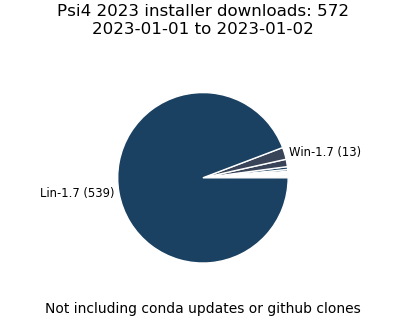 Psi4 2023 installer downloads: 572
2023-01-01 to 2023-01-02
Win-1.7 (13)
Lin-1.7 (539)
Not including conda updates or github clones